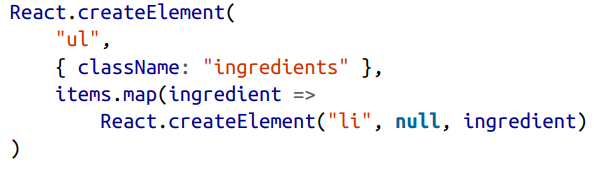 React.createElement(
    "ul",
    { className: "ingredients" },
    items.map(ingredient =>
        React.createElement("li", null, ingredient)
)